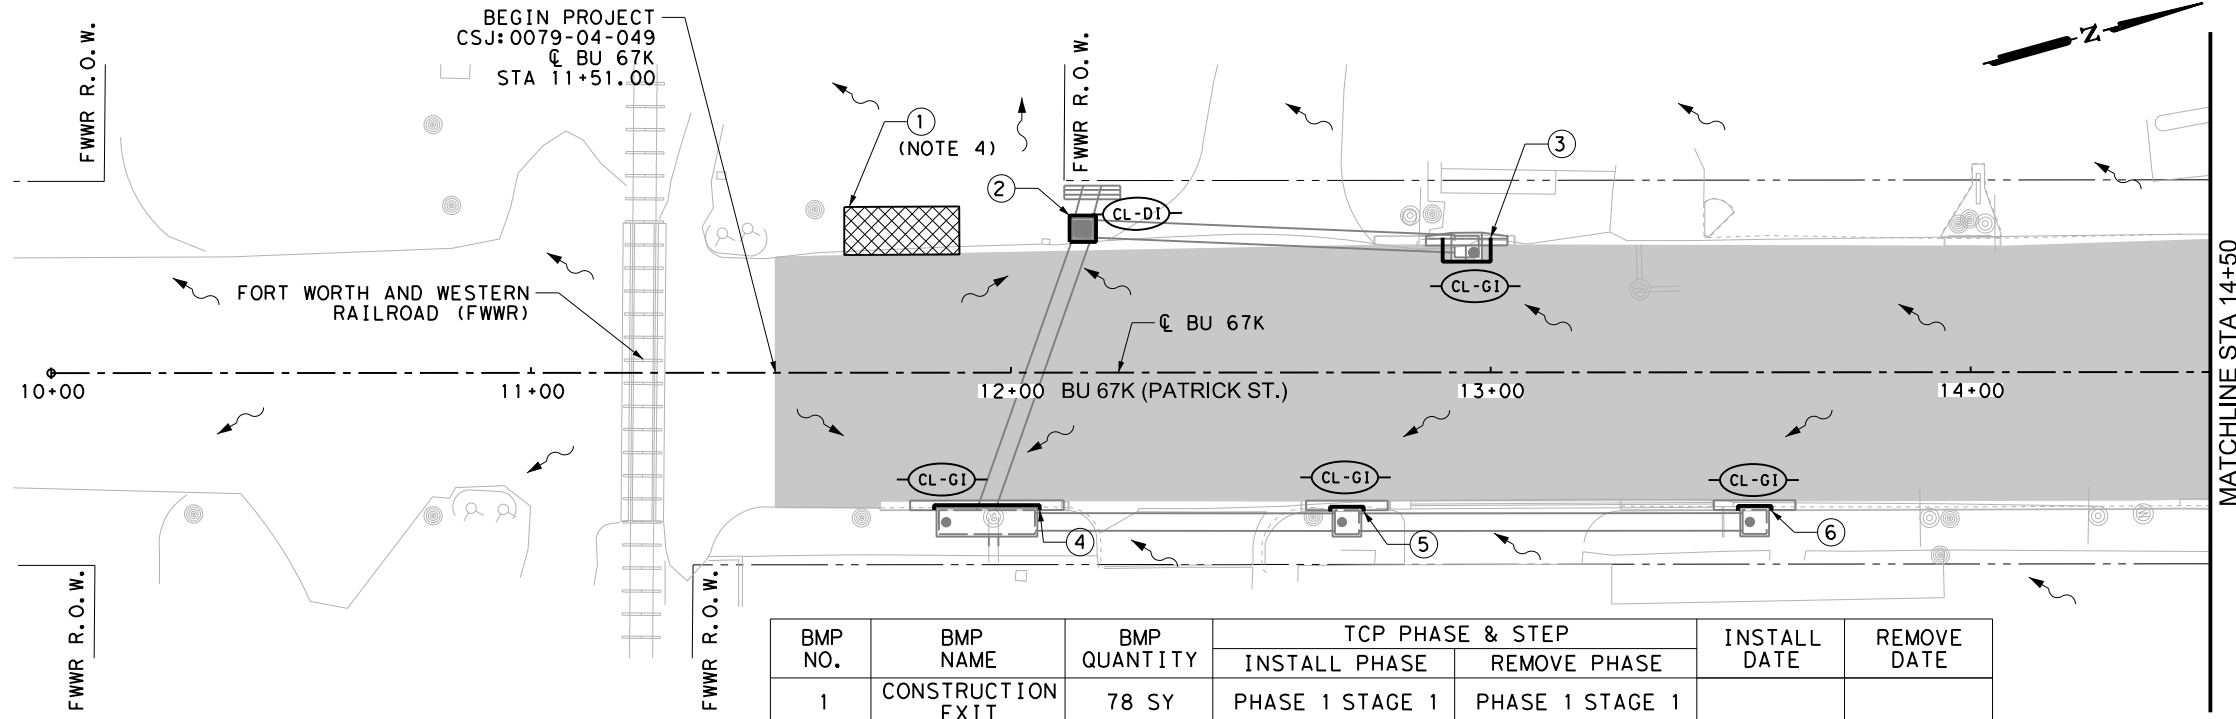 BEGIN PROJECT
CSJ:0079-04-049
℄ BU 67K
STA 11+51.00
FWWR R.O.W.
FWWR R.O.W.
N
1
(NOTE 4)
2
CL-DI
3
CL-GI
FORT WORTH AND WESTERN
RAILROAD (FWWR)
℄ BU 67K
10+00
11+00
12+00
BU 67K (PATRICK ST.)
13+00
14+00
MATCHLINE STA 14+50
CL-GI
CL-GI
CL-GI
4
5
6
FWWR R.O.W.
FWWR R.O.W.
BMP NO. BMP NAME BMP QUANTITY TCP PHASE & STEP INSTALL DATE REMOVE DATE
INSTALL PHASE REMOVE PHASE
1 CONSTRUCTION EXIT 78 SY PHASE 1 STAGE 1 PHASE 1 STAGE 1